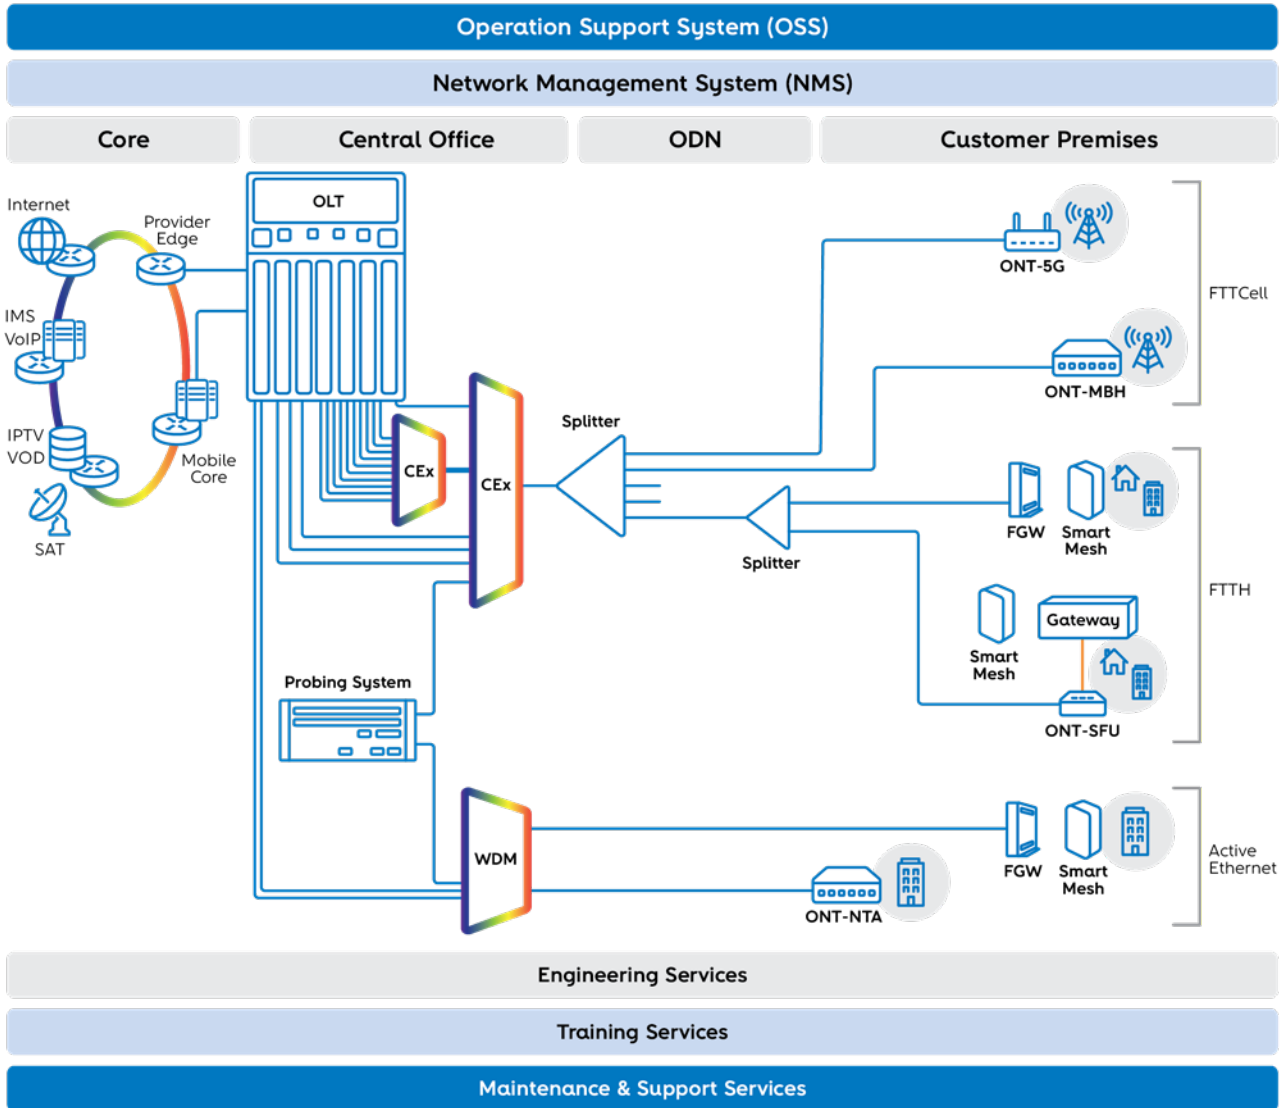 Operation Support System (OSS)
Network Management System (NMS)
Core
Central Office
ODN
Customer Premises
Internet
Provider
Edge
IMS
VoIP
IPTV
VOD
SAT
Mobile
Core
OLT
CEx
CEx
Splitter
Splitter
ONT-5G
ONT-MBH
FTTCell
FGW
Smart
Mesh
Smart
Mesh
Gateway
ONT-SFU
FTTH
Probing System
WDM
FGW
Smart
Mesh
ONT-NTA
Active
Ethernet
Engineering Services
Training Services
Maintenance & Support Services